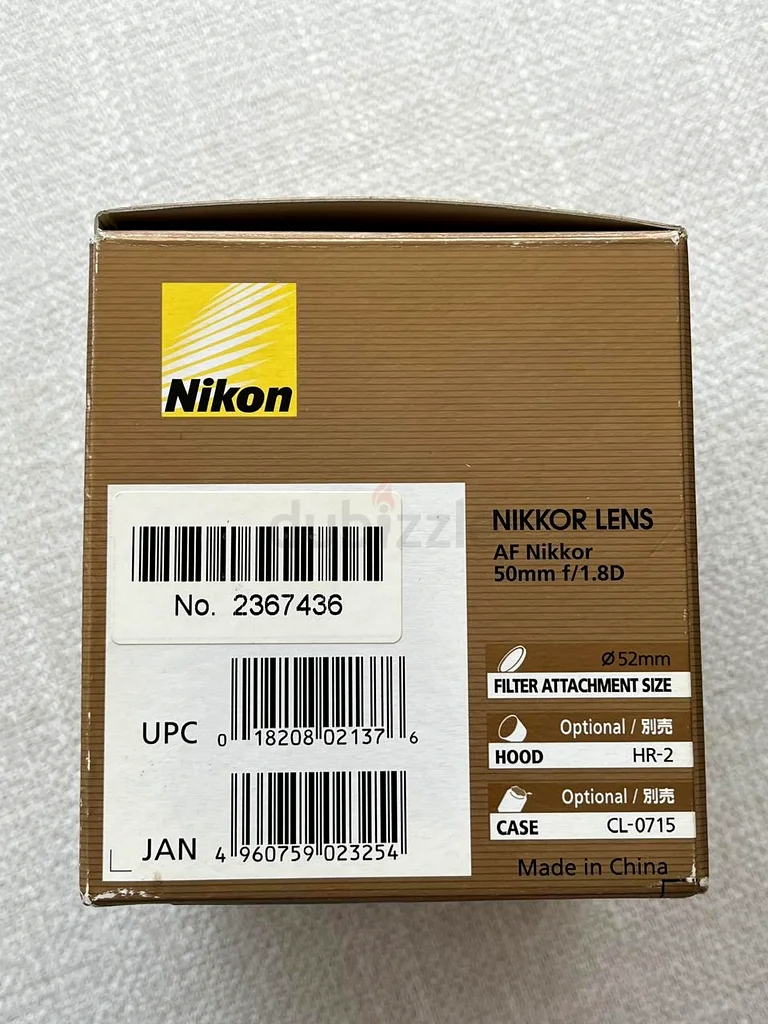 Nikon
dubizzl
No. 2367436
UPC 0 18208 02137 6
JAN 4 960759 023254
NIKKOR LENS
AF Nikkor
50mm f/1.8D
Ø52mm
FILTER ATTACHMENT SIZE
Optional / 別売
HOOD HR-2
Optional / 別売
CASE CL-0715
Made in China